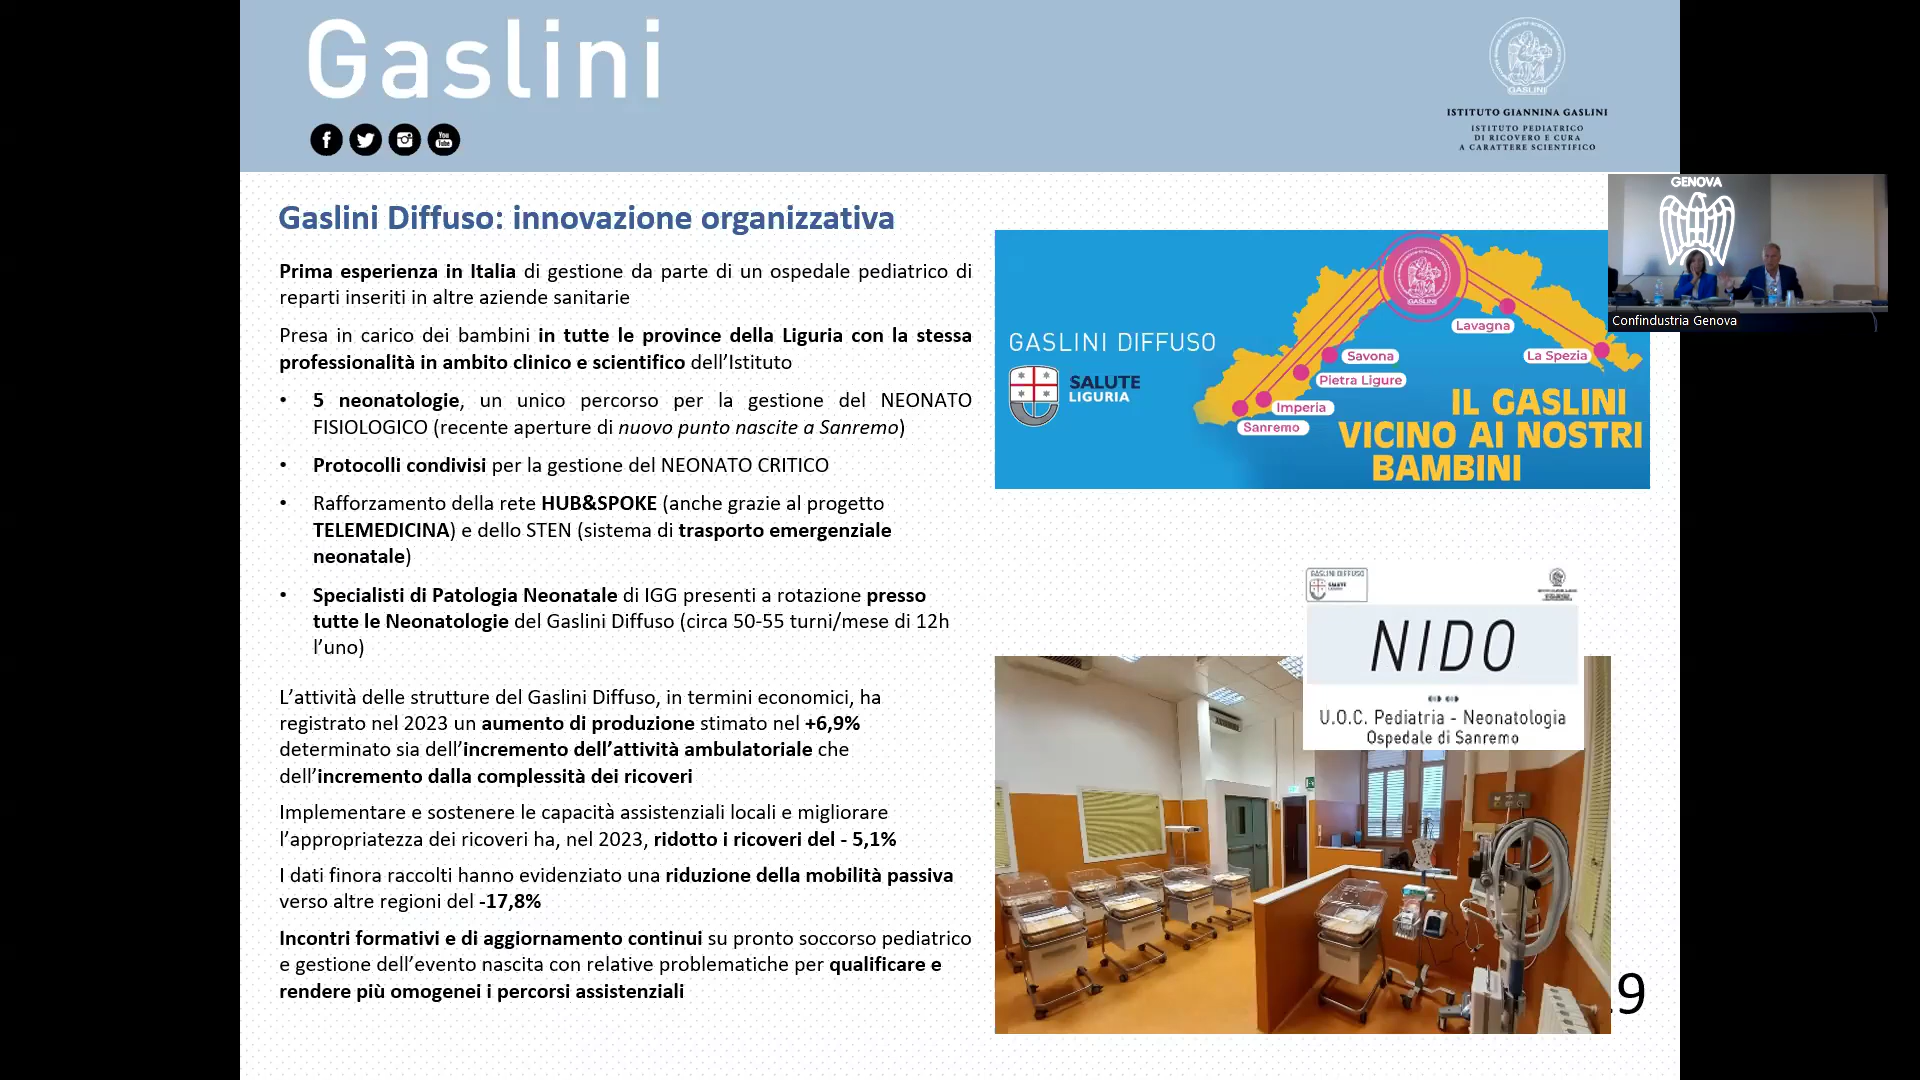 Gaslini
GASLINI
ISTITUTO GIANNINA GASLINI
ISTITUTO PEDIATRICO
DI RICOVERO E CURA
A CARATTERE SCIENTIFICO
You
Tube
GENOVA
Confindustria Genova
Gaslini Diffuso: innovazione organizzativa
Prima esperienza in Italia di gestione da parte di un ospedale pediatrico di
reparti inseriti in altre aziende sanitarie
Presa in carico dei bambini in tutte le province della Liguria con la stessa
professionalità in ambito clinico e scientifico dell’Istituto
• 5 neonatologie, un unico percorso per la gestione del NEONATO
FISIOLOGICO (recente aperture di nuovo punto nascite a Sanremo)
• Protocolli condivisi per la gestione del NEONATO CRITICO
• Rafforzamento della rete HUB&SPOKE (anche grazie al progetto
TELEMEDICINA) e dello STEN (sistema di trasporto emergenziale
neonatale)
• Specialisti di Patologia Neonatale di IGG presenti a rotazione presso
tutte le Neonatologie del Gaslini Diffuso (circa 50-55 turni/mese di 12h
l’uno)
L’attività delle strutture del Gaslini Diffuso, in termini economici, ha
registrato nel 2023 un aumento di produzione stimato nel +6,9%
determinato sia dell’incremento dell’attività ambulatoriale che
dell’incremento dalla complessità dei ricoveri
Implementare e sostenere le capacità assistenziali locali e migliorare
l’appropriatezza dei ricoveri ha, nel 2023, ridotto i ricoveri del - 5,1%
I dati finora raccolti hanno evidenziato una riduzione della mobilità passiva
verso altre regioni del -17,8%
Incontri formativi e di aggiornamento continui su pronto soccorso pediatrico
e gestione dell’evento nascita con relative problematiche per qualificare e
rendere più omogenei i percorsi assistenziali
GASLINI DIFFUSO
SALUTE
LIGURIA
GASLINI
Lavagna
La Spezia
Savona
Pietra Ligure
Imperia
Sanremo
IL GASLINI
VICINO AI NOSTRI
BAMBINI
GASLINI DIFFUSO
SALUTE
NIDO
U.O.C. Pediatria - Neonatologia
Ospedale di Sanremo
9